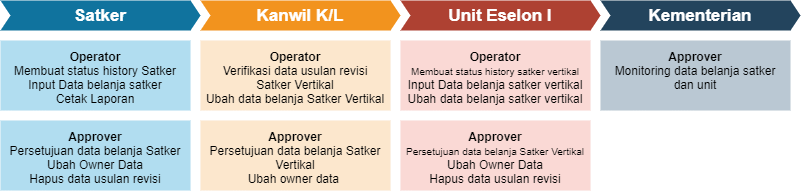 Satker
Kanwil K/L
Unit Eselon I
Kementerian
Operator
Membuat status history Satker
Input Data belanja satker
Cetak Laporan
Operator
Verifikasi data usulan revisi
Satker Vertikal
Ubah data belanja Satker Vertikal
Operator
Membuat status history satker vertikal
Input Data belanja satker vertikal
Ubah data belanja satker vertikal
Approver
Monitoring data belanja satker
dan unit
Approver
Persetujuan data belanja Satker
Ubah Owner Data
Hapus data usulan revisi
Approver
Persetujuan data belanja Satker
Vertikal
Ubah owner data
Approver
Persetujuan data belanja Satker Vertikal
Ubah Owner Data
Hapus data usulan revisi